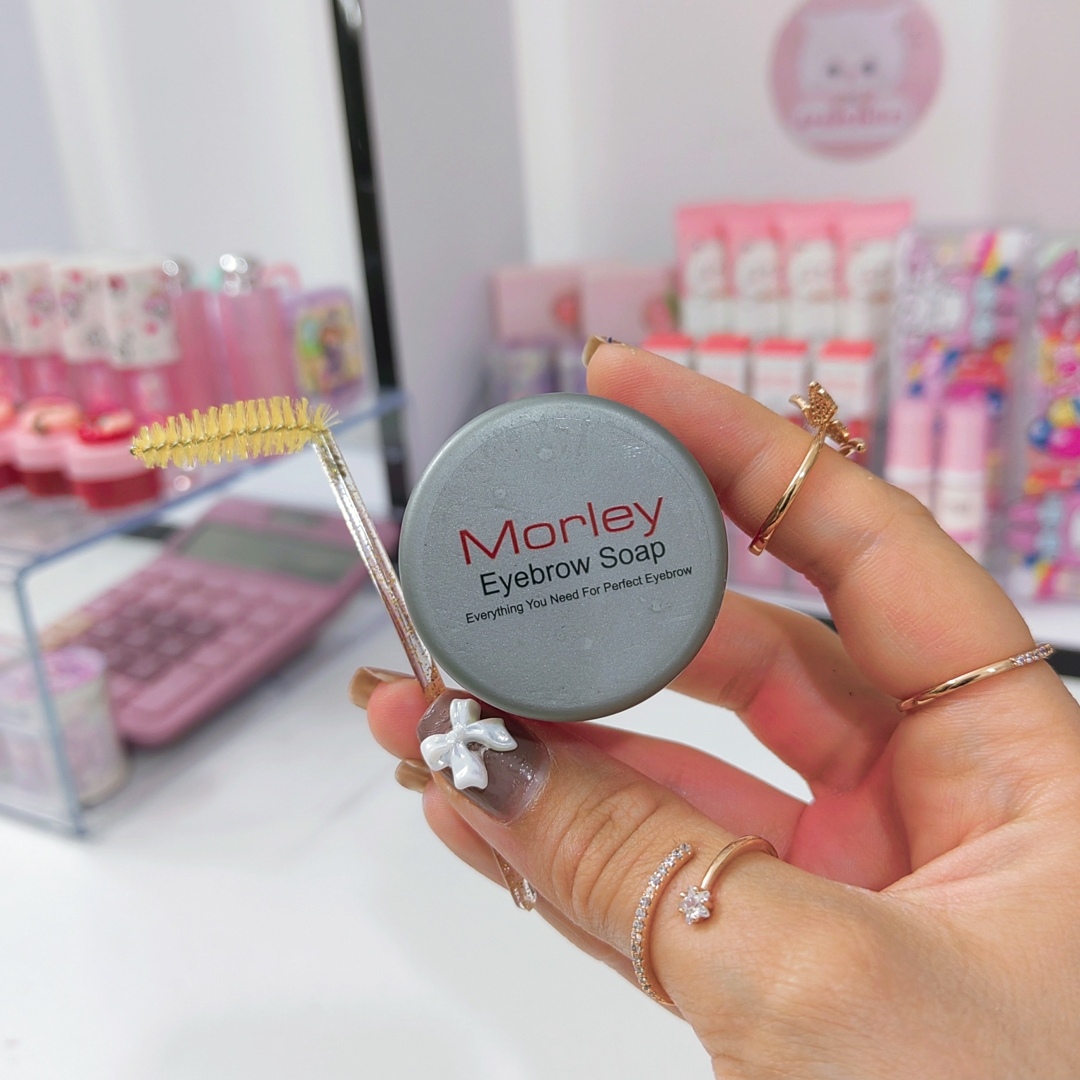 Morley
Eyebrow Soap
Everything You Need For Perfect Eyebrow